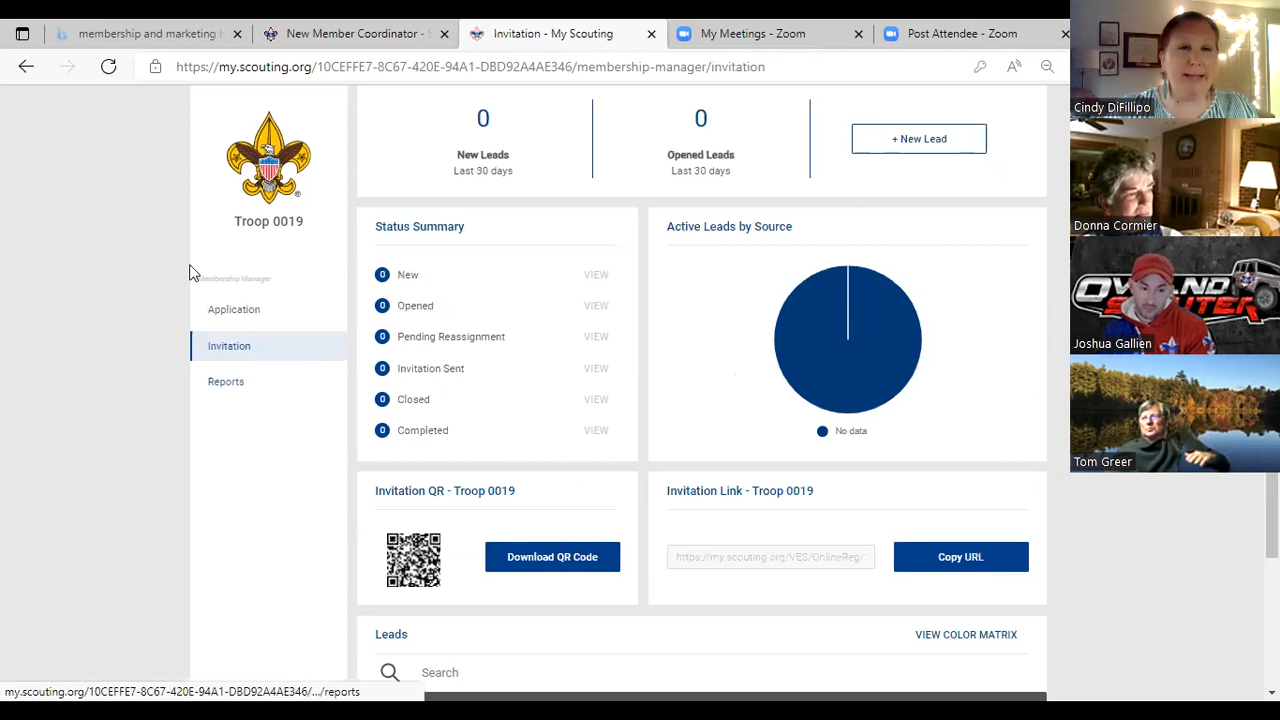 membership and marketing
New Member Coordinator -
Invitation - My Scouting
My Meetings - Zoom
Post Attendee - Zoom
https://my.scouting.org/10CEFFE7-8C67-420E-94A1-DBD92A4AE346/membership-manager/invitation
Troop 0019
Membership Manager
Application
Invitation
Reports
0
New Leads
Last 30 days
0
Opened Leads
Last 30 days
+ New Lead
Status Summary
0 New VIEW
0 Opened VIEW
0 Pending Reassignment VIEW
0 Invitation Sent VIEW
0 Closed VIEW
0 Completed VIEW
Active Leads by Source
No data
Invitation QR - Troop 0019
Download QR Code
Invitation Link - Troop 0019
https://my.scouting.org/VES/OnlineReg/
Copy URL
Leads
VIEW COLOR MATRIX
Search
my.scouting.org/10CEFFE7-8C67-420E-94A1-DBD92A4AE346/.../reports
Cindy DiFillipo
Donna Cormier
Joshua Gallien
Tom Greer